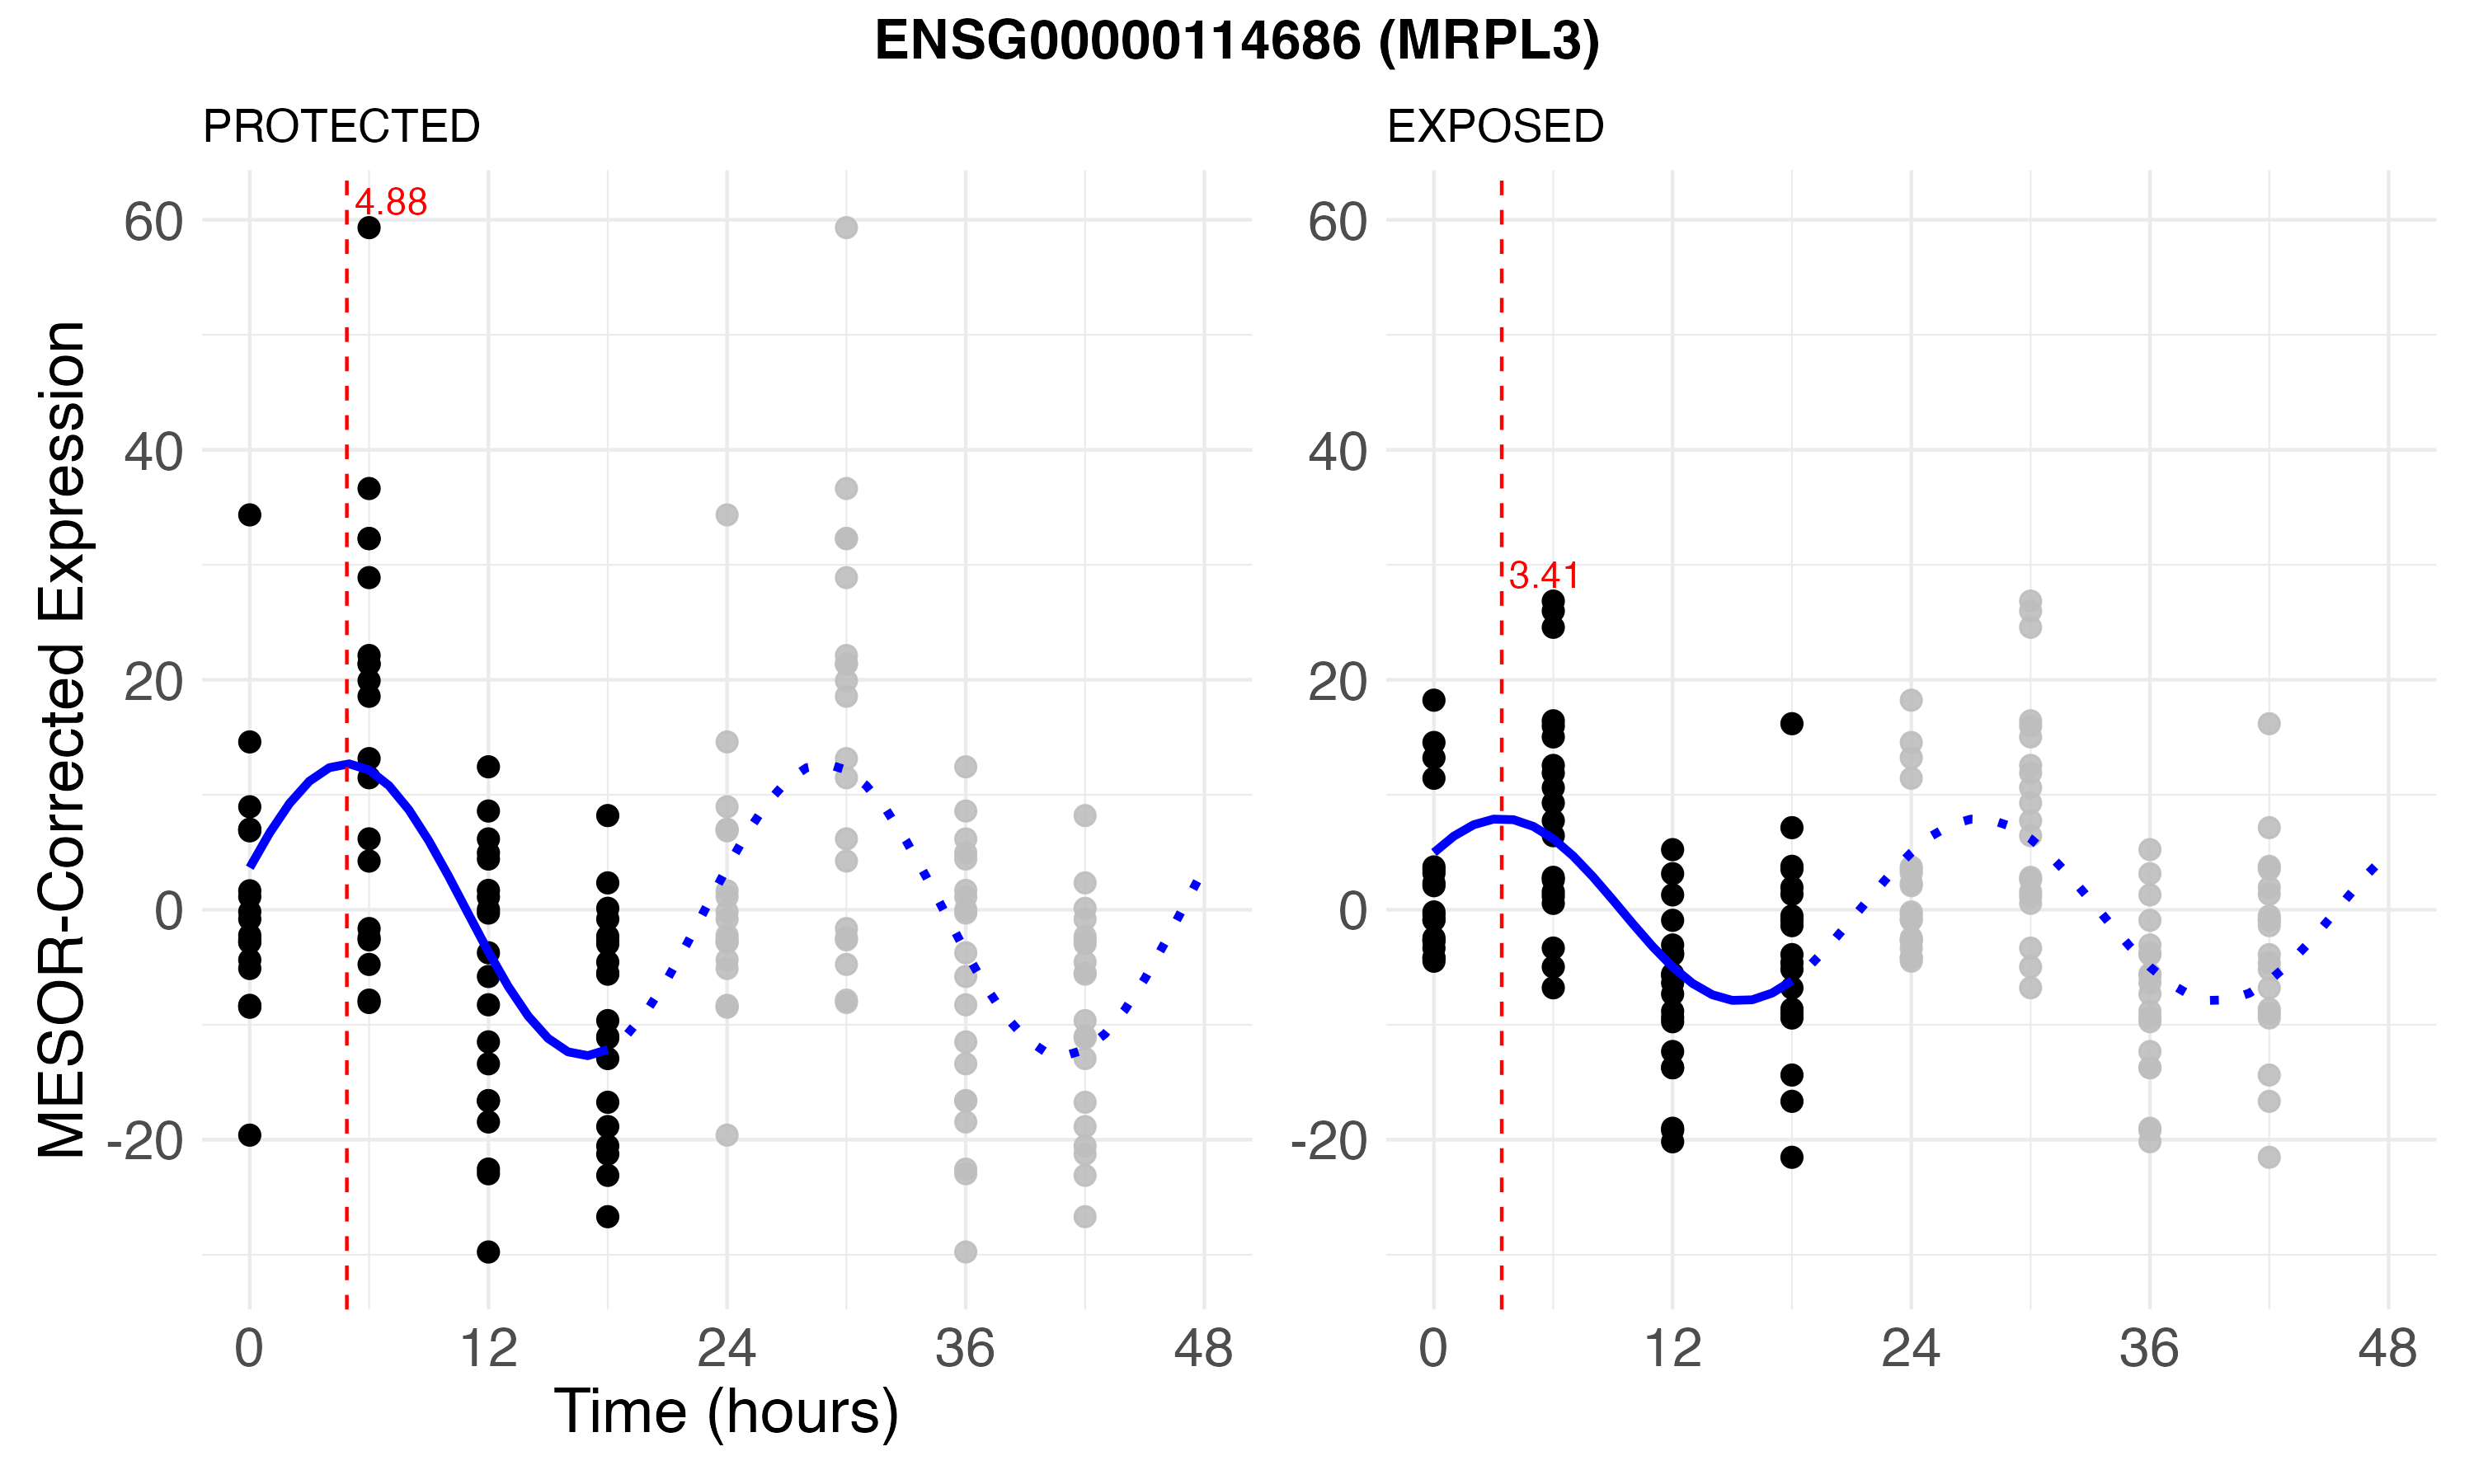 ENSG00000114686 (MRPL3)
PROTECTED
EXPOSED
MESOR-Corrected Expression
60
40
20
0
-20
4.88
0 12 24 36 48
Time (hours)
60
40
20
0
-20
3.41
0 12 24 36 48